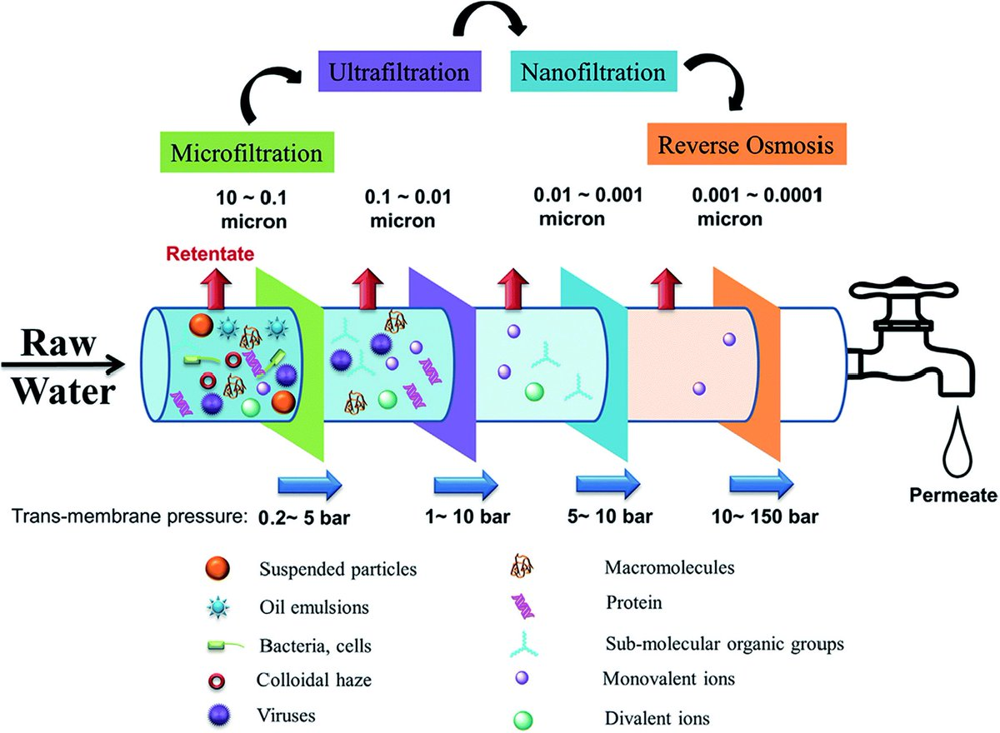 Ultrafiltration
Nanofiltration
Microfiltration
Reverse Osmosis
10 ~ 0.1
micron
0.1 ~ 0.01
micron
0.01 ~ 0.001
micron
0.001 ~ 0.0001
micron
Retentate
Raw
Water
Permeate
Trans-membrane pressure:
0.2~ 5 bar
1~ 10 bar
5~ 10 bar
10~ 150 bar
Suspended particles
Oil emulsions
Bacteria, cells
Colloidal haze
Viruses
Macromolecules
Protein
Sub-molecular organic groups
Monovalent ions
Divalent ions